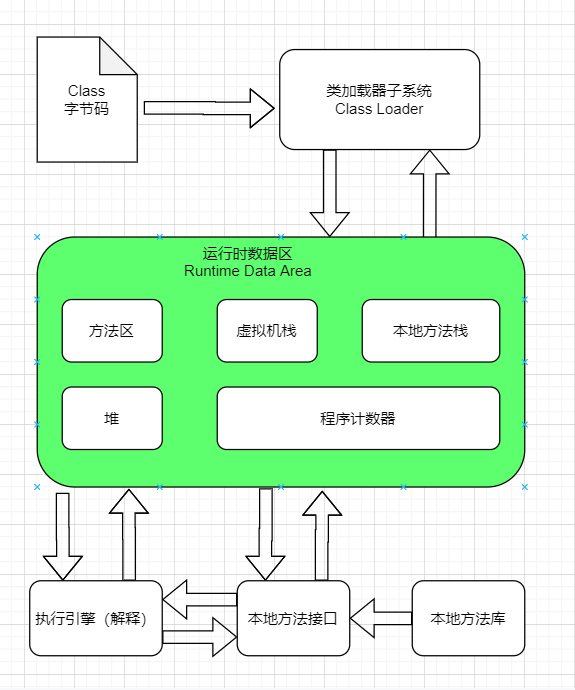 Class
字节码
类加载器子系统
Class Loader
运行时数据区
Runtime Data Area
方法区
虚拟机栈
本地方法栈
堆
程序计数器
执行引擎（解释）
本地方法接口
本地方法库